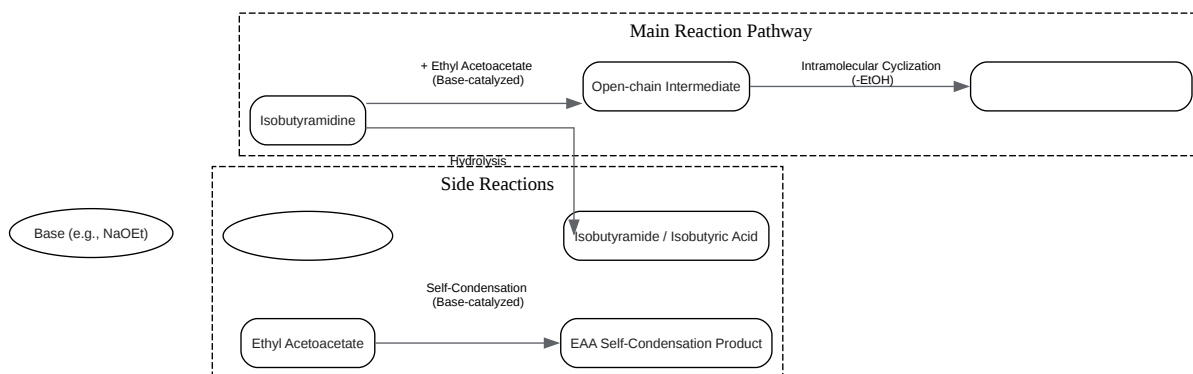 Main Reaction Pathway
+ Ethyl Acetoacetate
(Base-catalyzed)
Intramolecular Cyclization
(-EtOH)
Open-chain Intermediate
Isobutyramidine
Hydrolysis
Side Reactions
Base (e.g., NaOEt)
Isobutyramide / Isobutyric Acid
Self-Condensation
(Base-catalyzed)
Ethyl Acetoacetate
EAA Self-Condensation Product